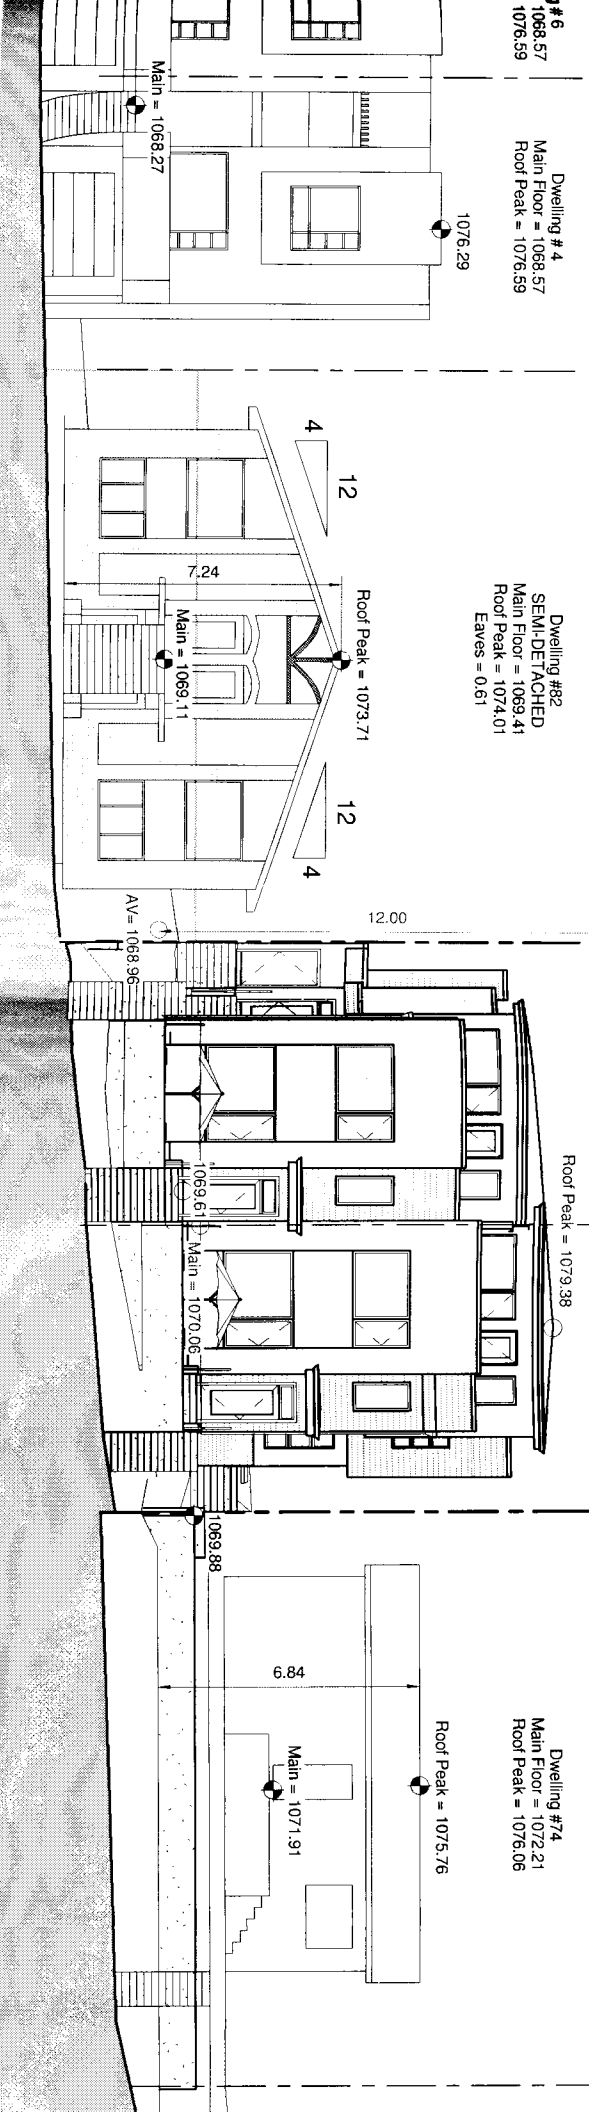 #6
1068.57
1076.59
Main = 1068.27
Dwelling # 4
Main Floor = 1068.57
Roof Peak = 1076.59
1076.29
4
12
7.24
Main = 1069.11
Roof Peak = 1073.71
Dwelling #82
SEMI-DETACHED
Main Floor = 1069.41
Roof Peak = 1074.01
Eaves = 0.61
12
4
AV= 1068.96
12.00
1069.61
Main = 1070.06
Roof Peak = 1079.38
1069.88
6.84
Main = 1071.91
Roof Peak = 1075.76
Dwelling #74
Main Floor = 1072.21
Roof Peak = 1076.06